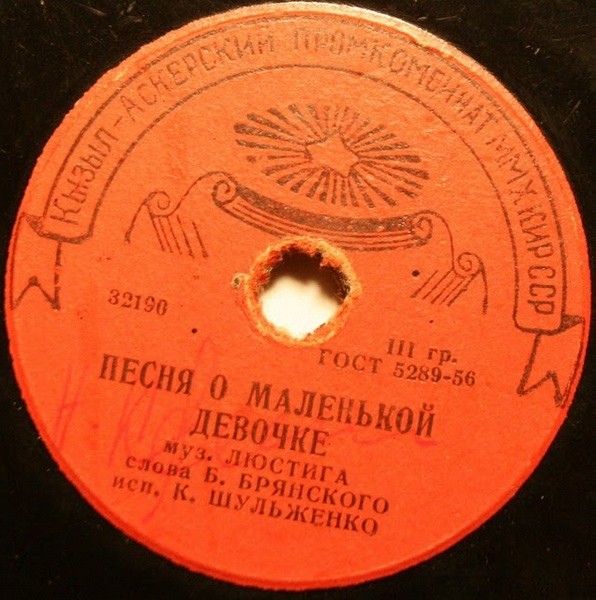 КЫЗЫЛ-АСКЕРСКИЙ ПРОМКОМБИНАТ ММХ КИР ССР
32190
III гр.
ГОСТ 5289-56
ПЕСНЯ О МАЛЕНЬКОЙ
ДЕВОЧКЕ
муз. ЛЮСТИГА
слова Б. БРЯНСКОГО
исп. К. ШУЛЬЖЕНКО